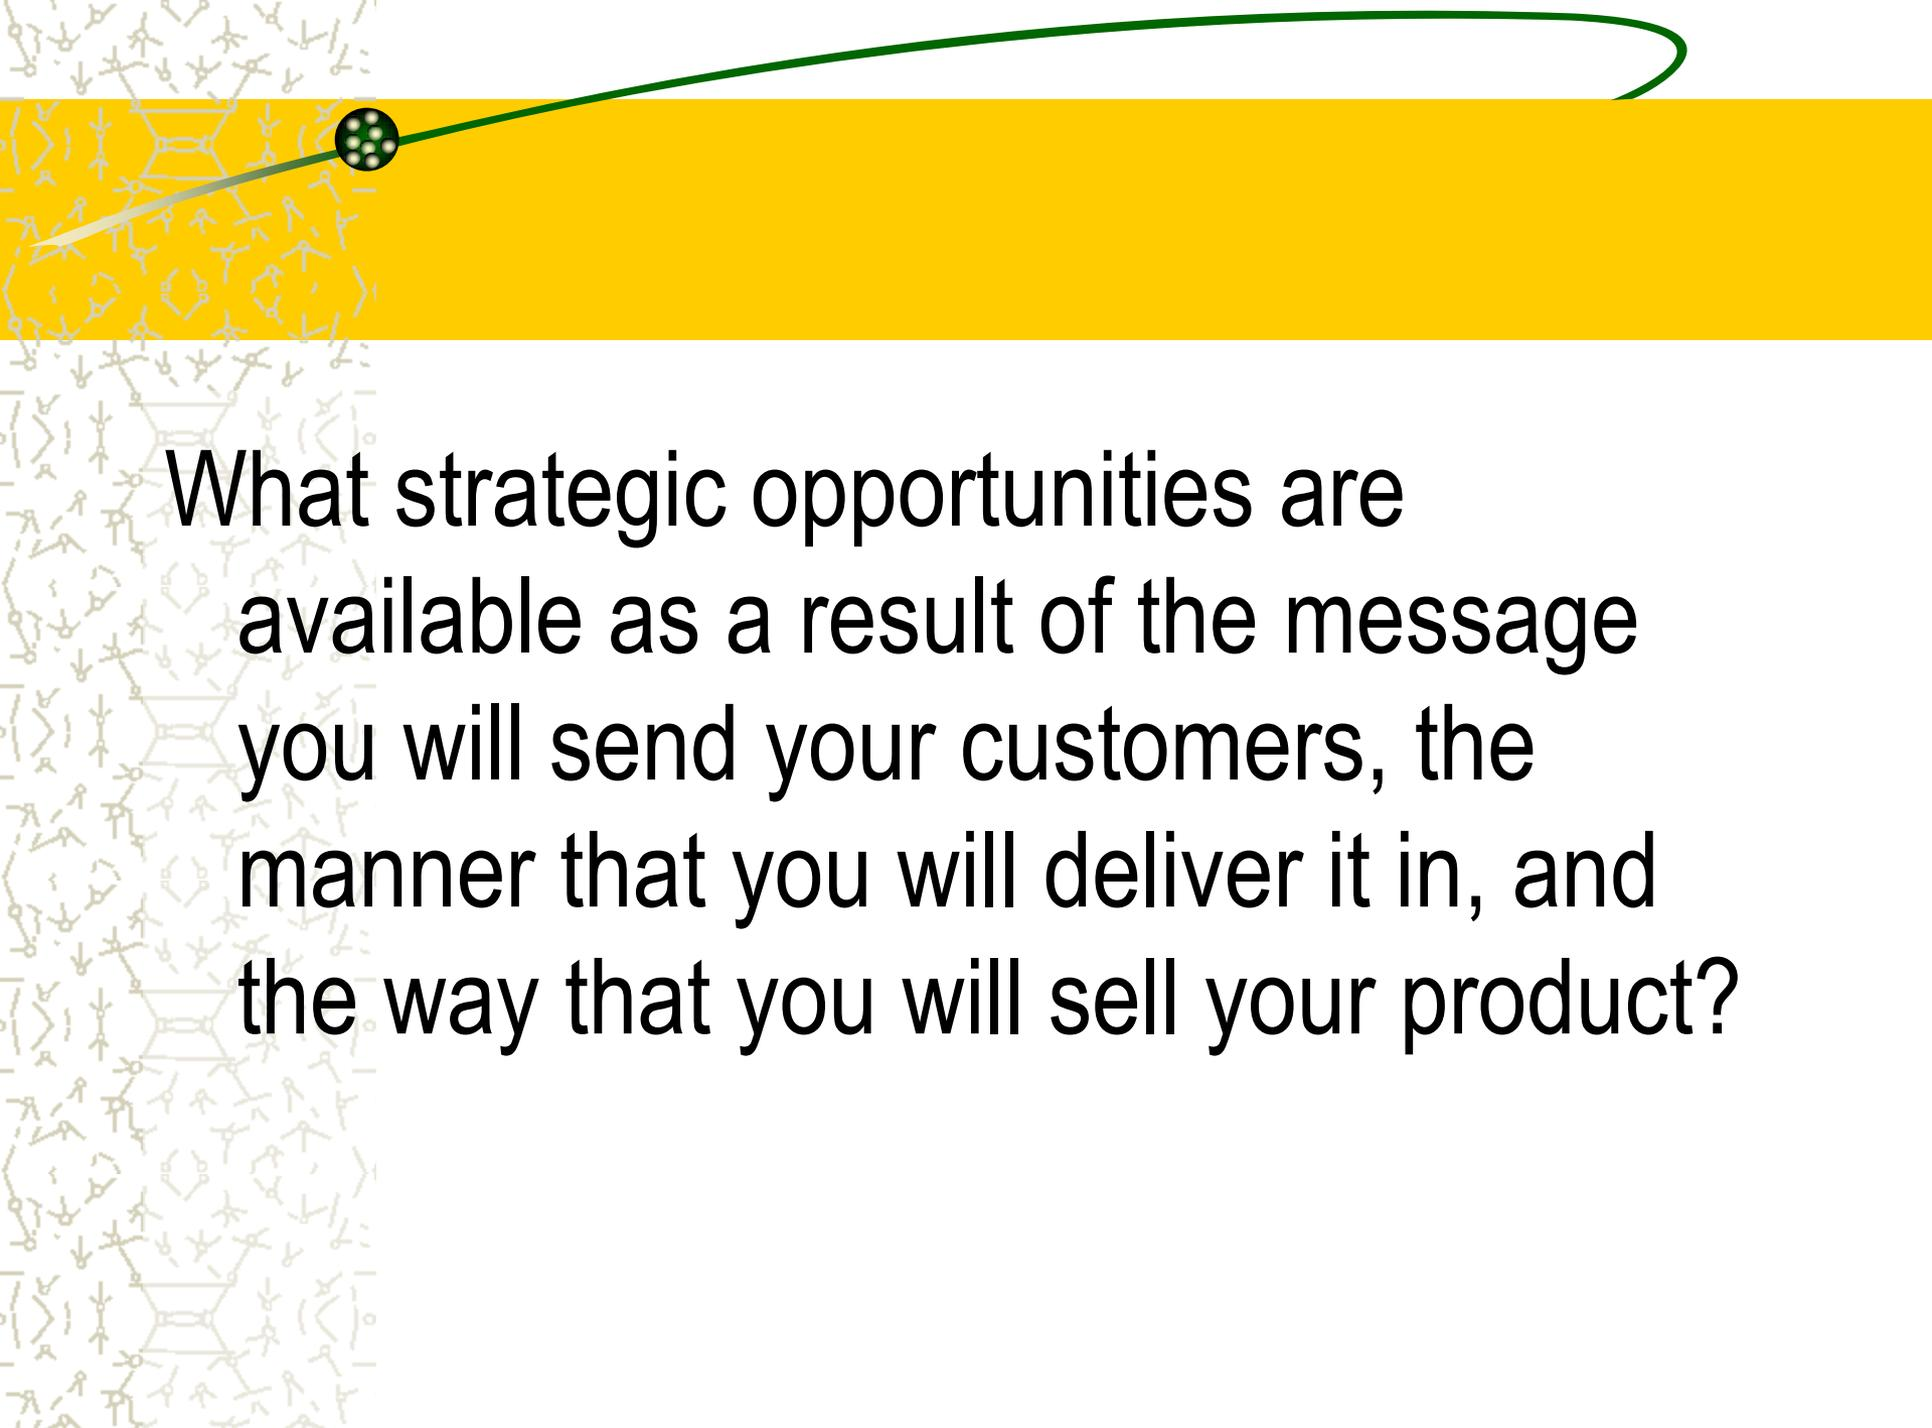 What strategic opportunities are
available as a result of the message
you will send your customers, the
manner that you will deliver it in, and
the way that you will sell your product?